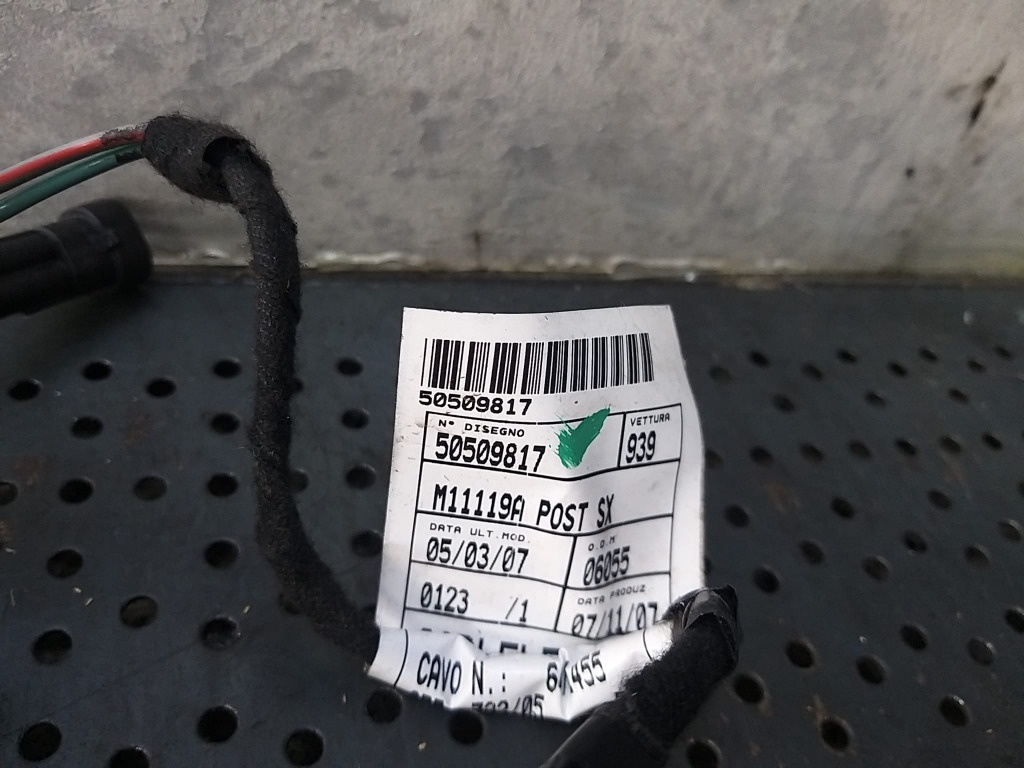 50509817
N° DISEGNO
50509817
VETTURA
939
M11119A POST SX
DATA ULT.MOD.
05/03/07
O.D.M
06055
0123 /1
DATA PRODUZ
07/11/07
CAVO N.: